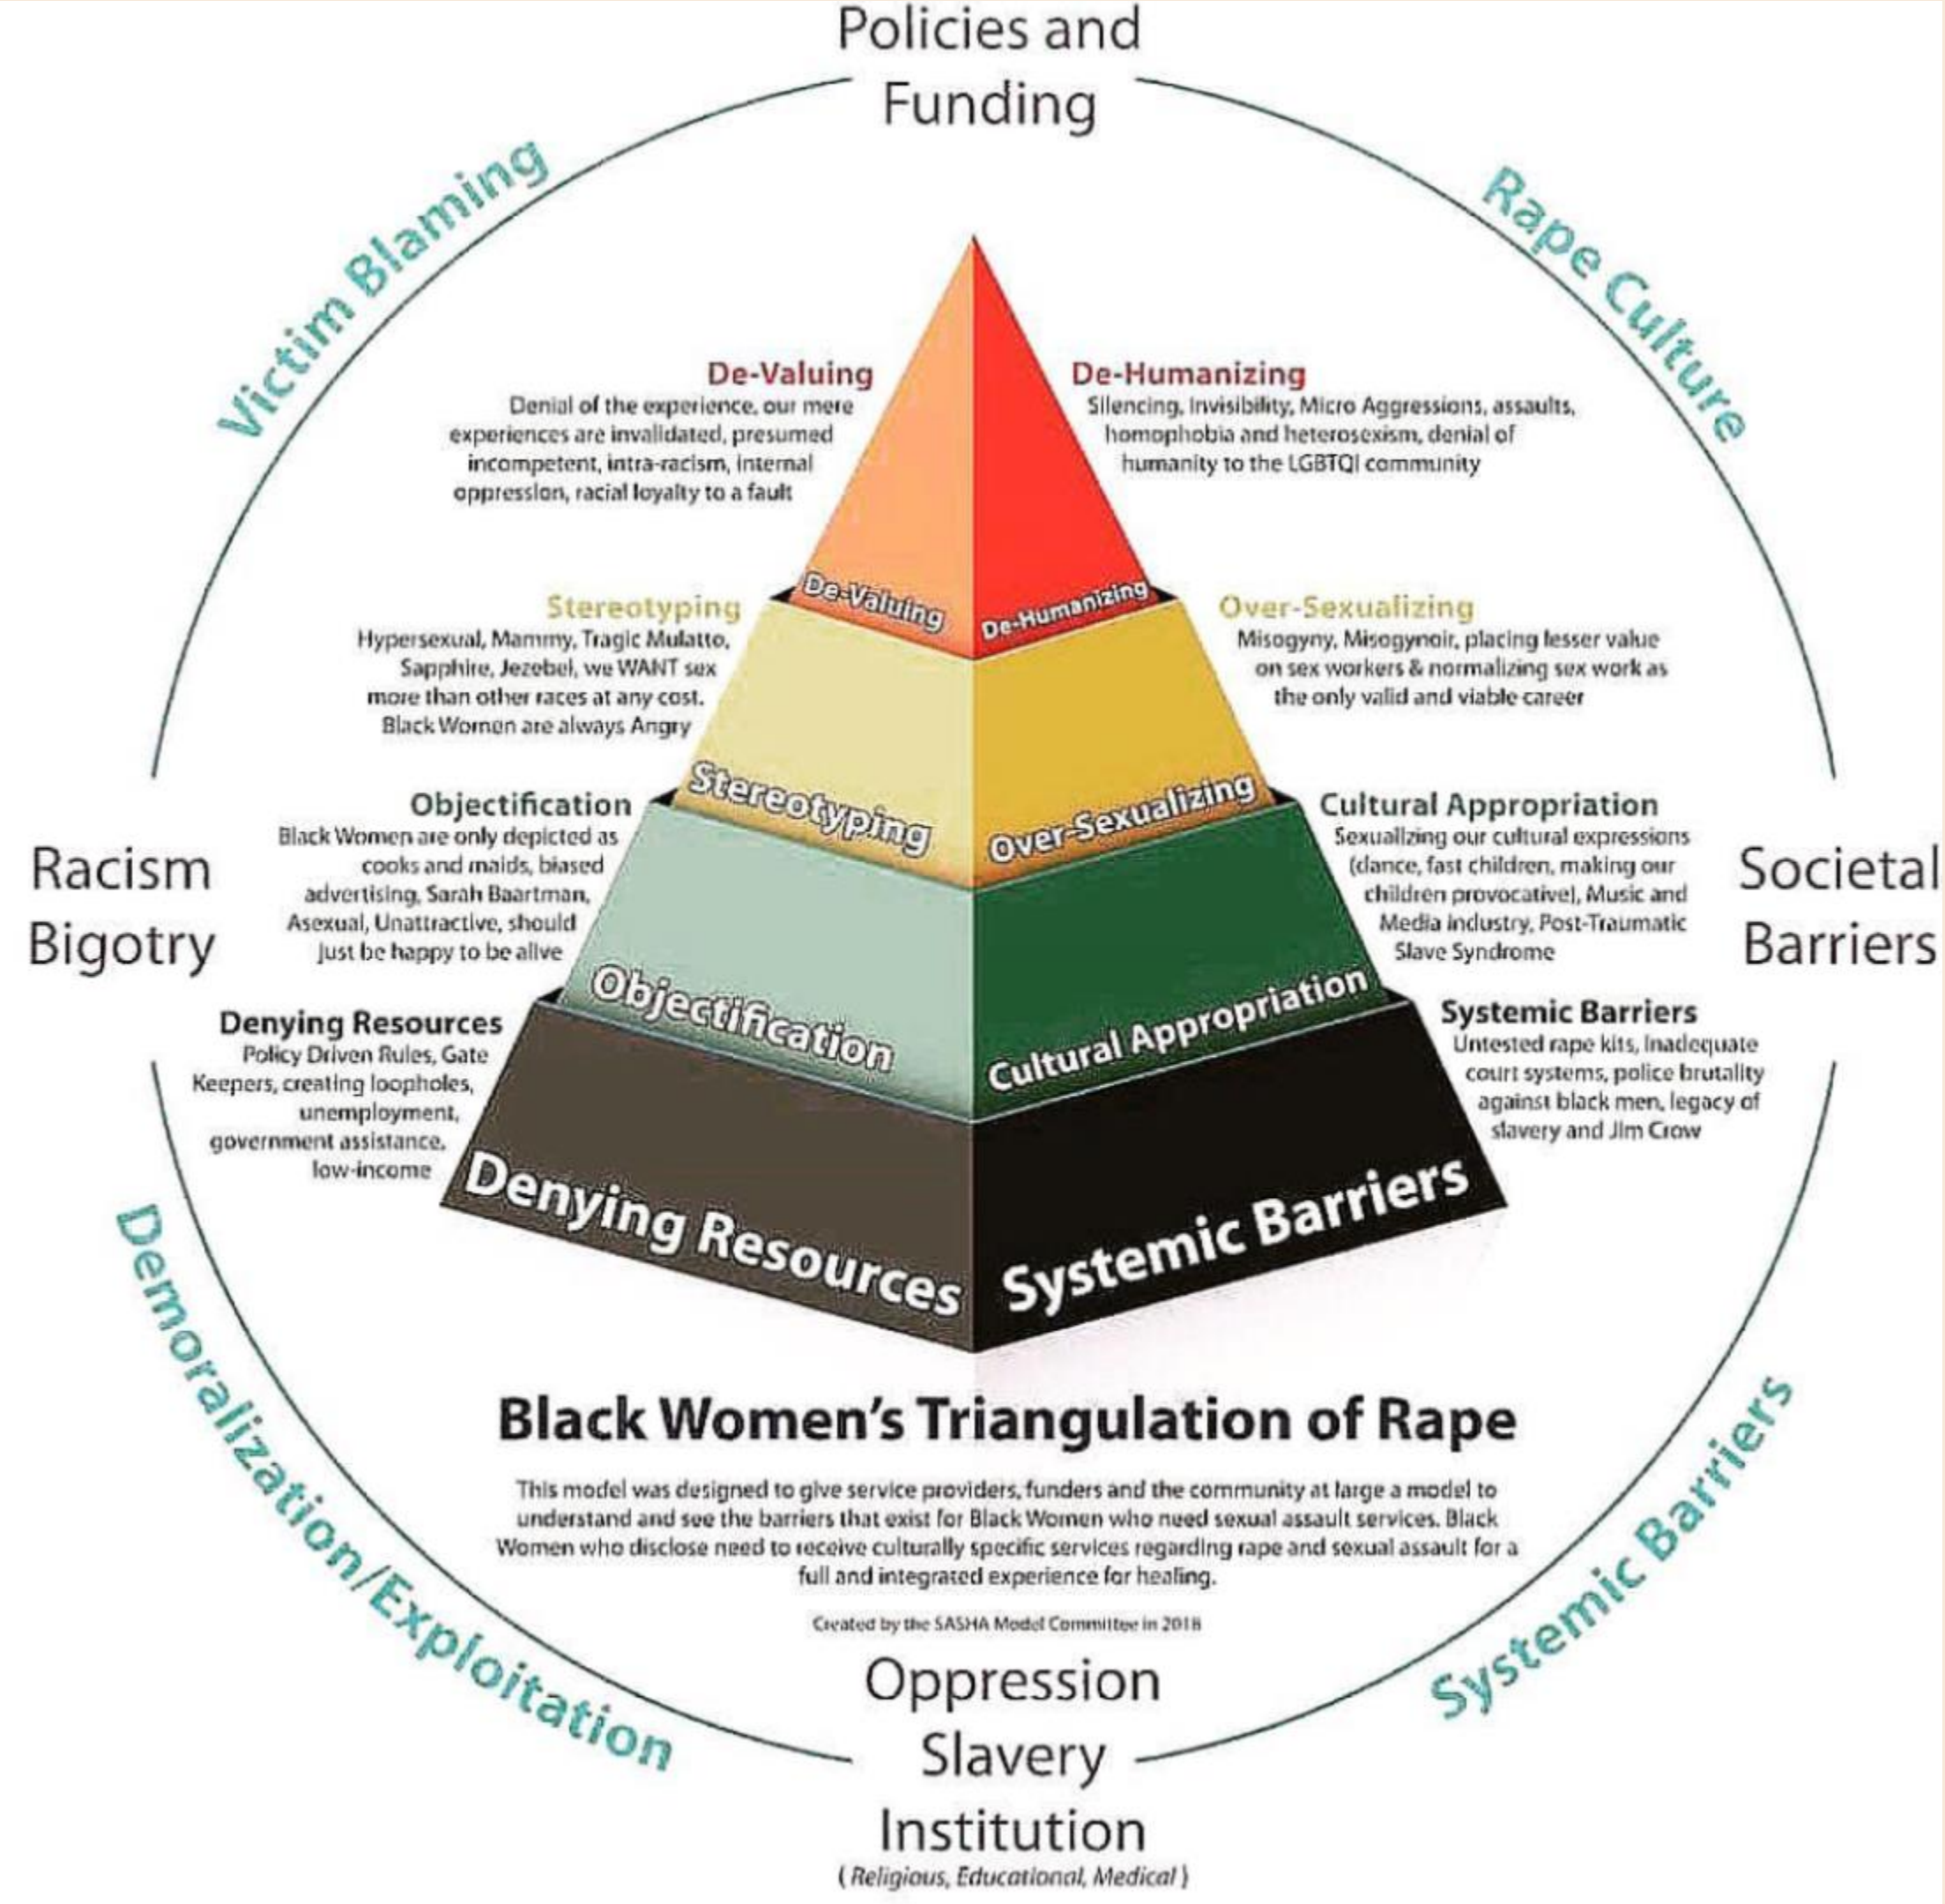 Policies and
Funding
Victim Blaming
Rape Culture
De-Valuing
Denial of the experience, our mere
experiences are invalidated, presumed
incompetent, intra-racism, internal
oppression, racial loyalty to a fault
De-Humanizing
Silencing, Invisibility, Micro Aggressions, assaults,
homophobia and heterosexism, denial of
humanity to the LGBTQI community
De-Valuing
De-Humanizing
Stereotyping
Hypersexual, Mammy, Tragic Mulatto,
Sapphire, Jezebel, we WANT sex
more than other races at any cost.
Black Women are always Angry
Over-Sexualizing
Misogyny, Misogynoir, placing lesser value
on sex workers & normalizing sex work as
the only valid and viable career
Stereotyping
Over-Sexualizing
Objectification
Black Women are only depicted as
cooks and maids, biased
advertising, Sarah Baartman,
Asexual, Unattractive, should
just be happy to be alive
Cultural Appropriation
Sexualizing our cultural expressions
(dance, fast children, making our
children provocative), Music and
Media industry, Post-Traumatic
Slave Syndrome
Racism
Bigotry
Societal
Barriers
Objectification
Cultural Appropriation
Denying Resources
Policy Driven Rules, Gate
Keepers, creating loopholes,
unemployment,
government assistance,
low-income
Systemic Barriers
Untested rape kits, Inadequate
court systems, police brutality
against black men, legacy of
slavery and Jim Crow
Denying Resources
Systemic Barriers
Demoralization/Exploitation
Systemic Barriers
Black Women's Triangulation of Rape
This model was designed to give service providers, funders and the community at large a model to
understand and see the barriers that exist for Black Women who need sexual assault services. Black
Women who disclose need to receive culturally specific services regarding rape and sexual assault for a
full and integrated experience for healing.
Created by the SASHA Model Committee in
Oppression
Slavery
Institution
( Religious, Educational, Medical )